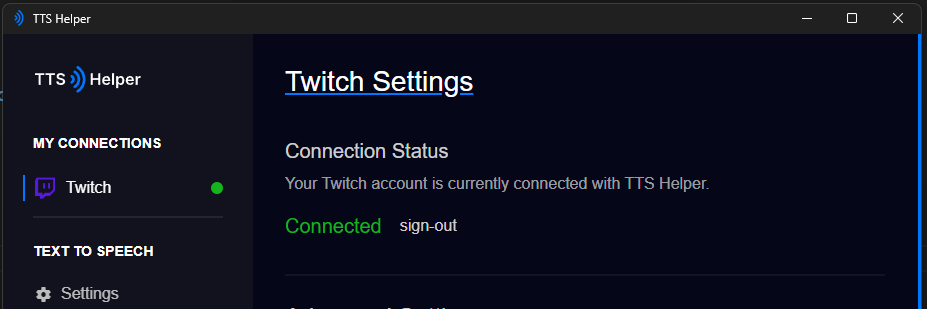 TTS Helper
TTS Helper
MY CONNECTIONS
Twitch
TEXT TO SPEECH
Settings
Twitch Settings
Connection Status
Your Twitch account is currently connected with TTS Helper.
Connected sign-out